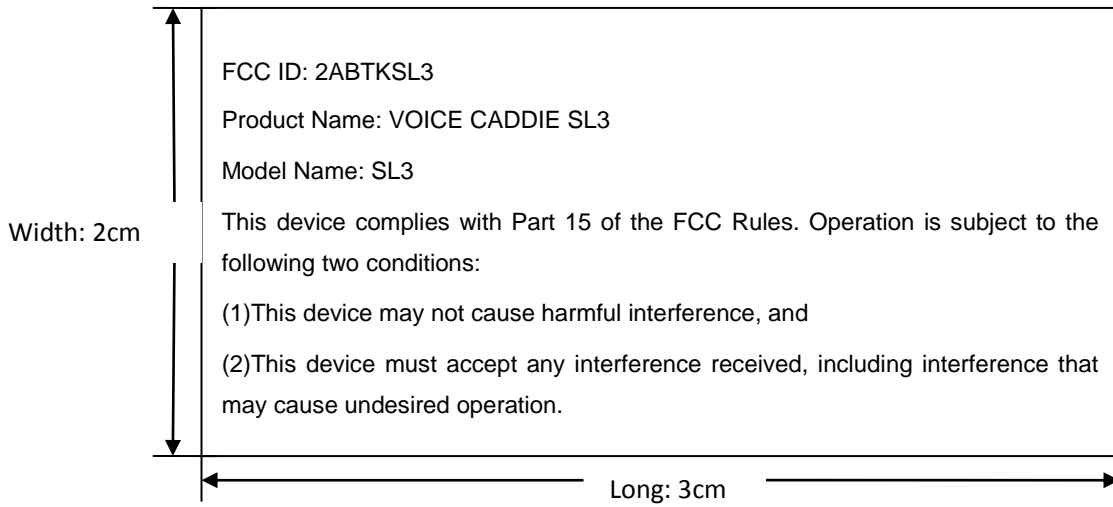 FCC ID: 2ABTKSL3
Product Name: VOICE CADDIE SL3
Model Name: SL3
Width: 2cm
This device complies with Part 15 of the FCC Rules. Operation is subject to the
following two conditions:
(1)This device may not cause harmful interference, and
(2)This device must accept any interference received, including interference that
may cause undesired operation.
Long: 3cm